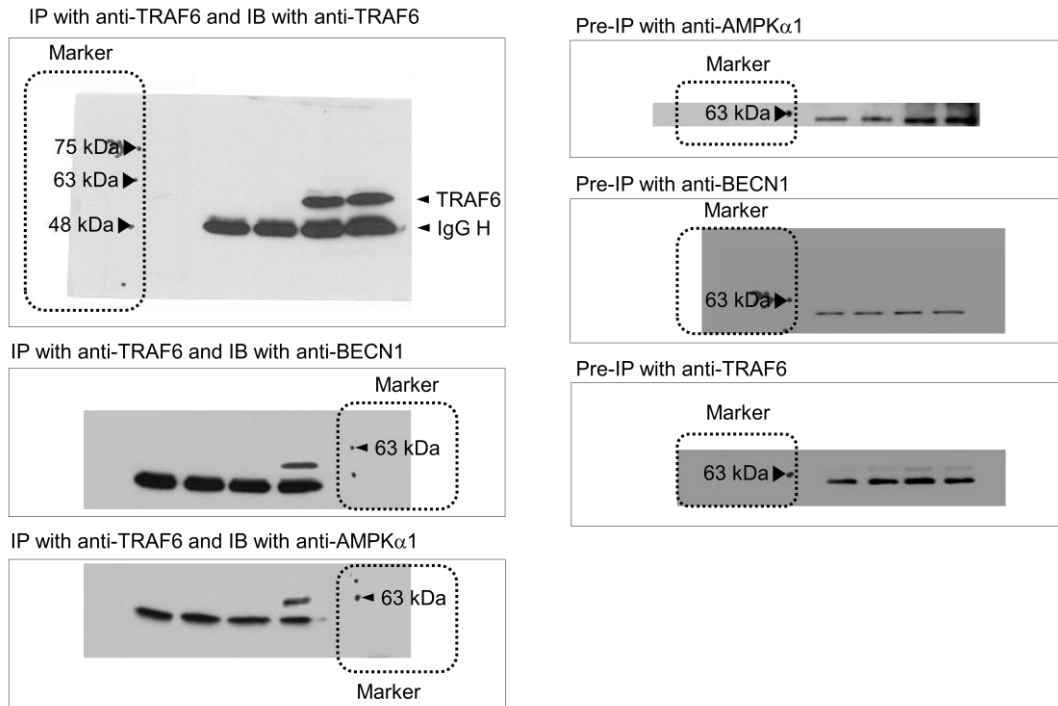 IP with anti-TRAF6 and IB with anti-TRAF6
Marker
75 kDa
63 kDa
48 kDa
TRAF6
IgG H
IP with anti-TRAF6 and IB with anti-BECN1
Marker
63 kDa
IP with anti-TRAF6 and IB with anti-AMPKα1
63 kDa
Marker
Pre-IP with anti-AMPKα1
Marker
63 kDa
Pre-IP with anti-BECN1
Marker
63 kDa
Pre-IP with anti-TRAF6
Marker
63 kDa